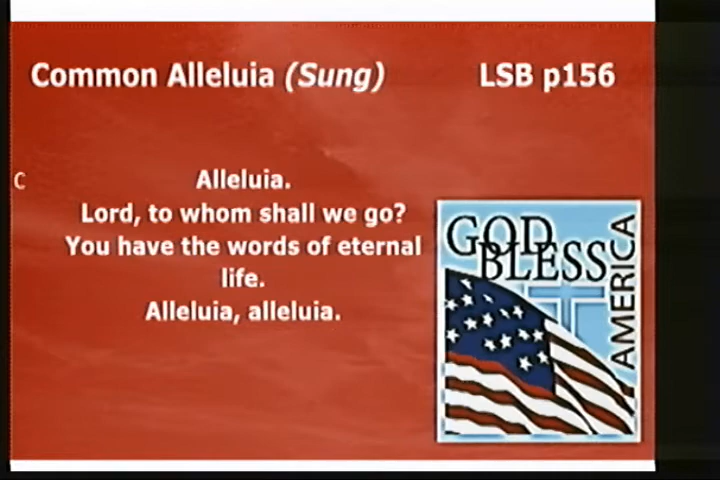 Common Alleluia (Sung) LSB p156
C Alleluia.
Lord, to whom shall we go?
You have the words of eternal
life.
Alleluia, alleluia.
GOD
BLESS
AMERICA